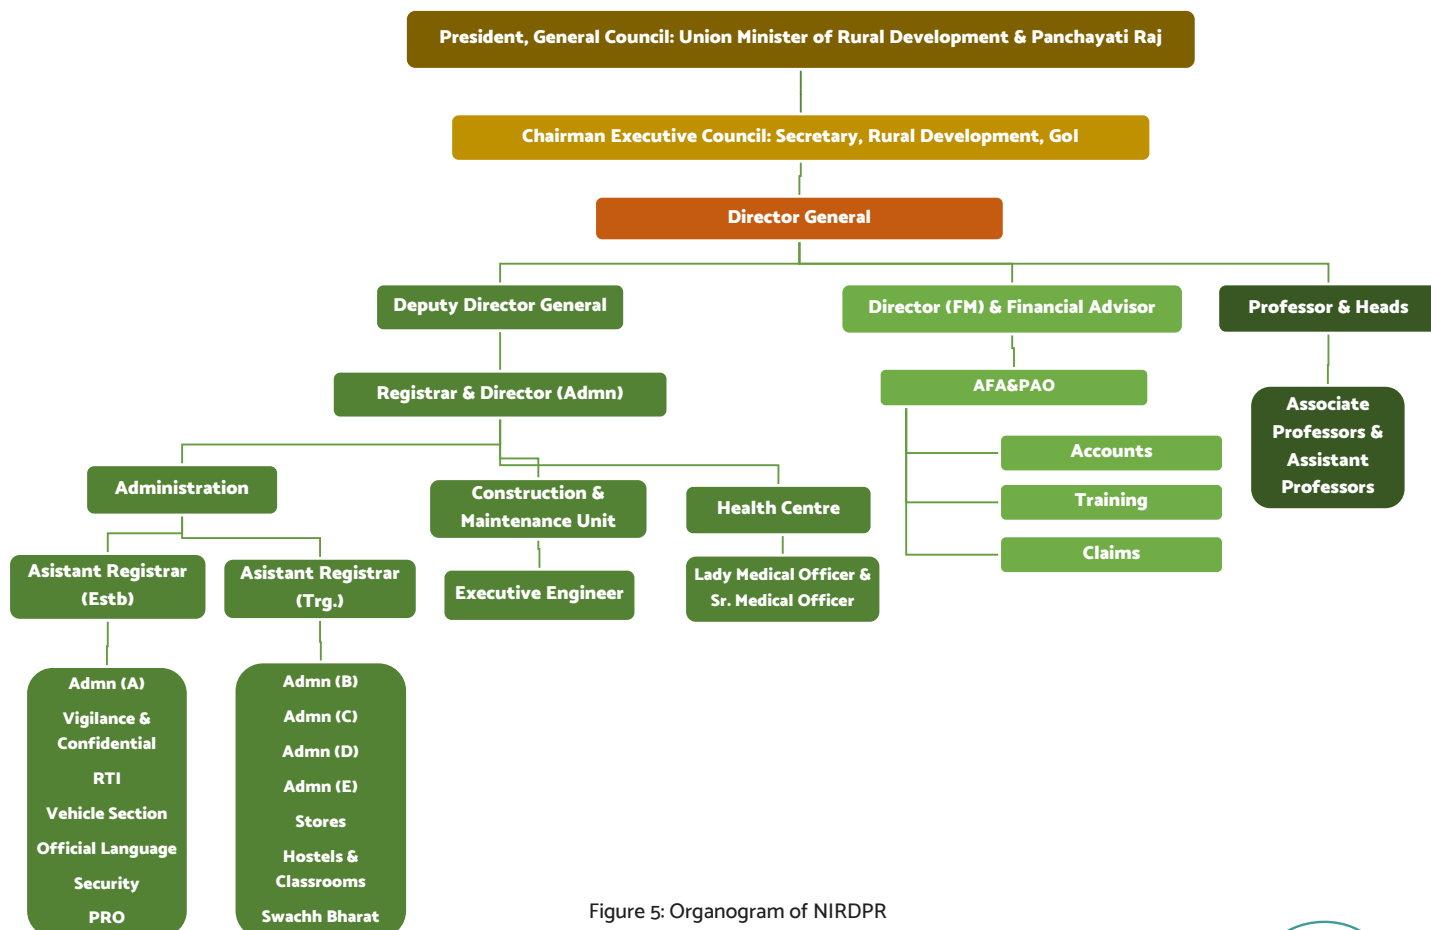 President, General Council: Union Minister of Rural Development & Panchayati Raj
Chairman Executive Council: Secretary, Rural Development, GoI
Director General
Deputy Director General
Director (FM) & Financial Advisor
Professor & Heads
Registrar & Director (Admn)
AFA&PAO
Associate
Professors &
Assistant
Professors
Accounts
Training
Claims
Administration
Construction &
Maintenance Unit
Health Centre
Asistant Registrar
(Estb)
Asistant Registrar
(Trg.)
Executive Engineer
Lady Medical Officer &
Sr. Medical Officer
Admn (A)
Vigilance &
Confidential
RTI
Vehicle Section
Official Language
Security
PRO
Admn (B)
Admn (C)
Admn (D)
Admn (E)
Stores
Hostels &
Classrooms
Swachh Bharat
Figure 5: Organogram of NIRDPR